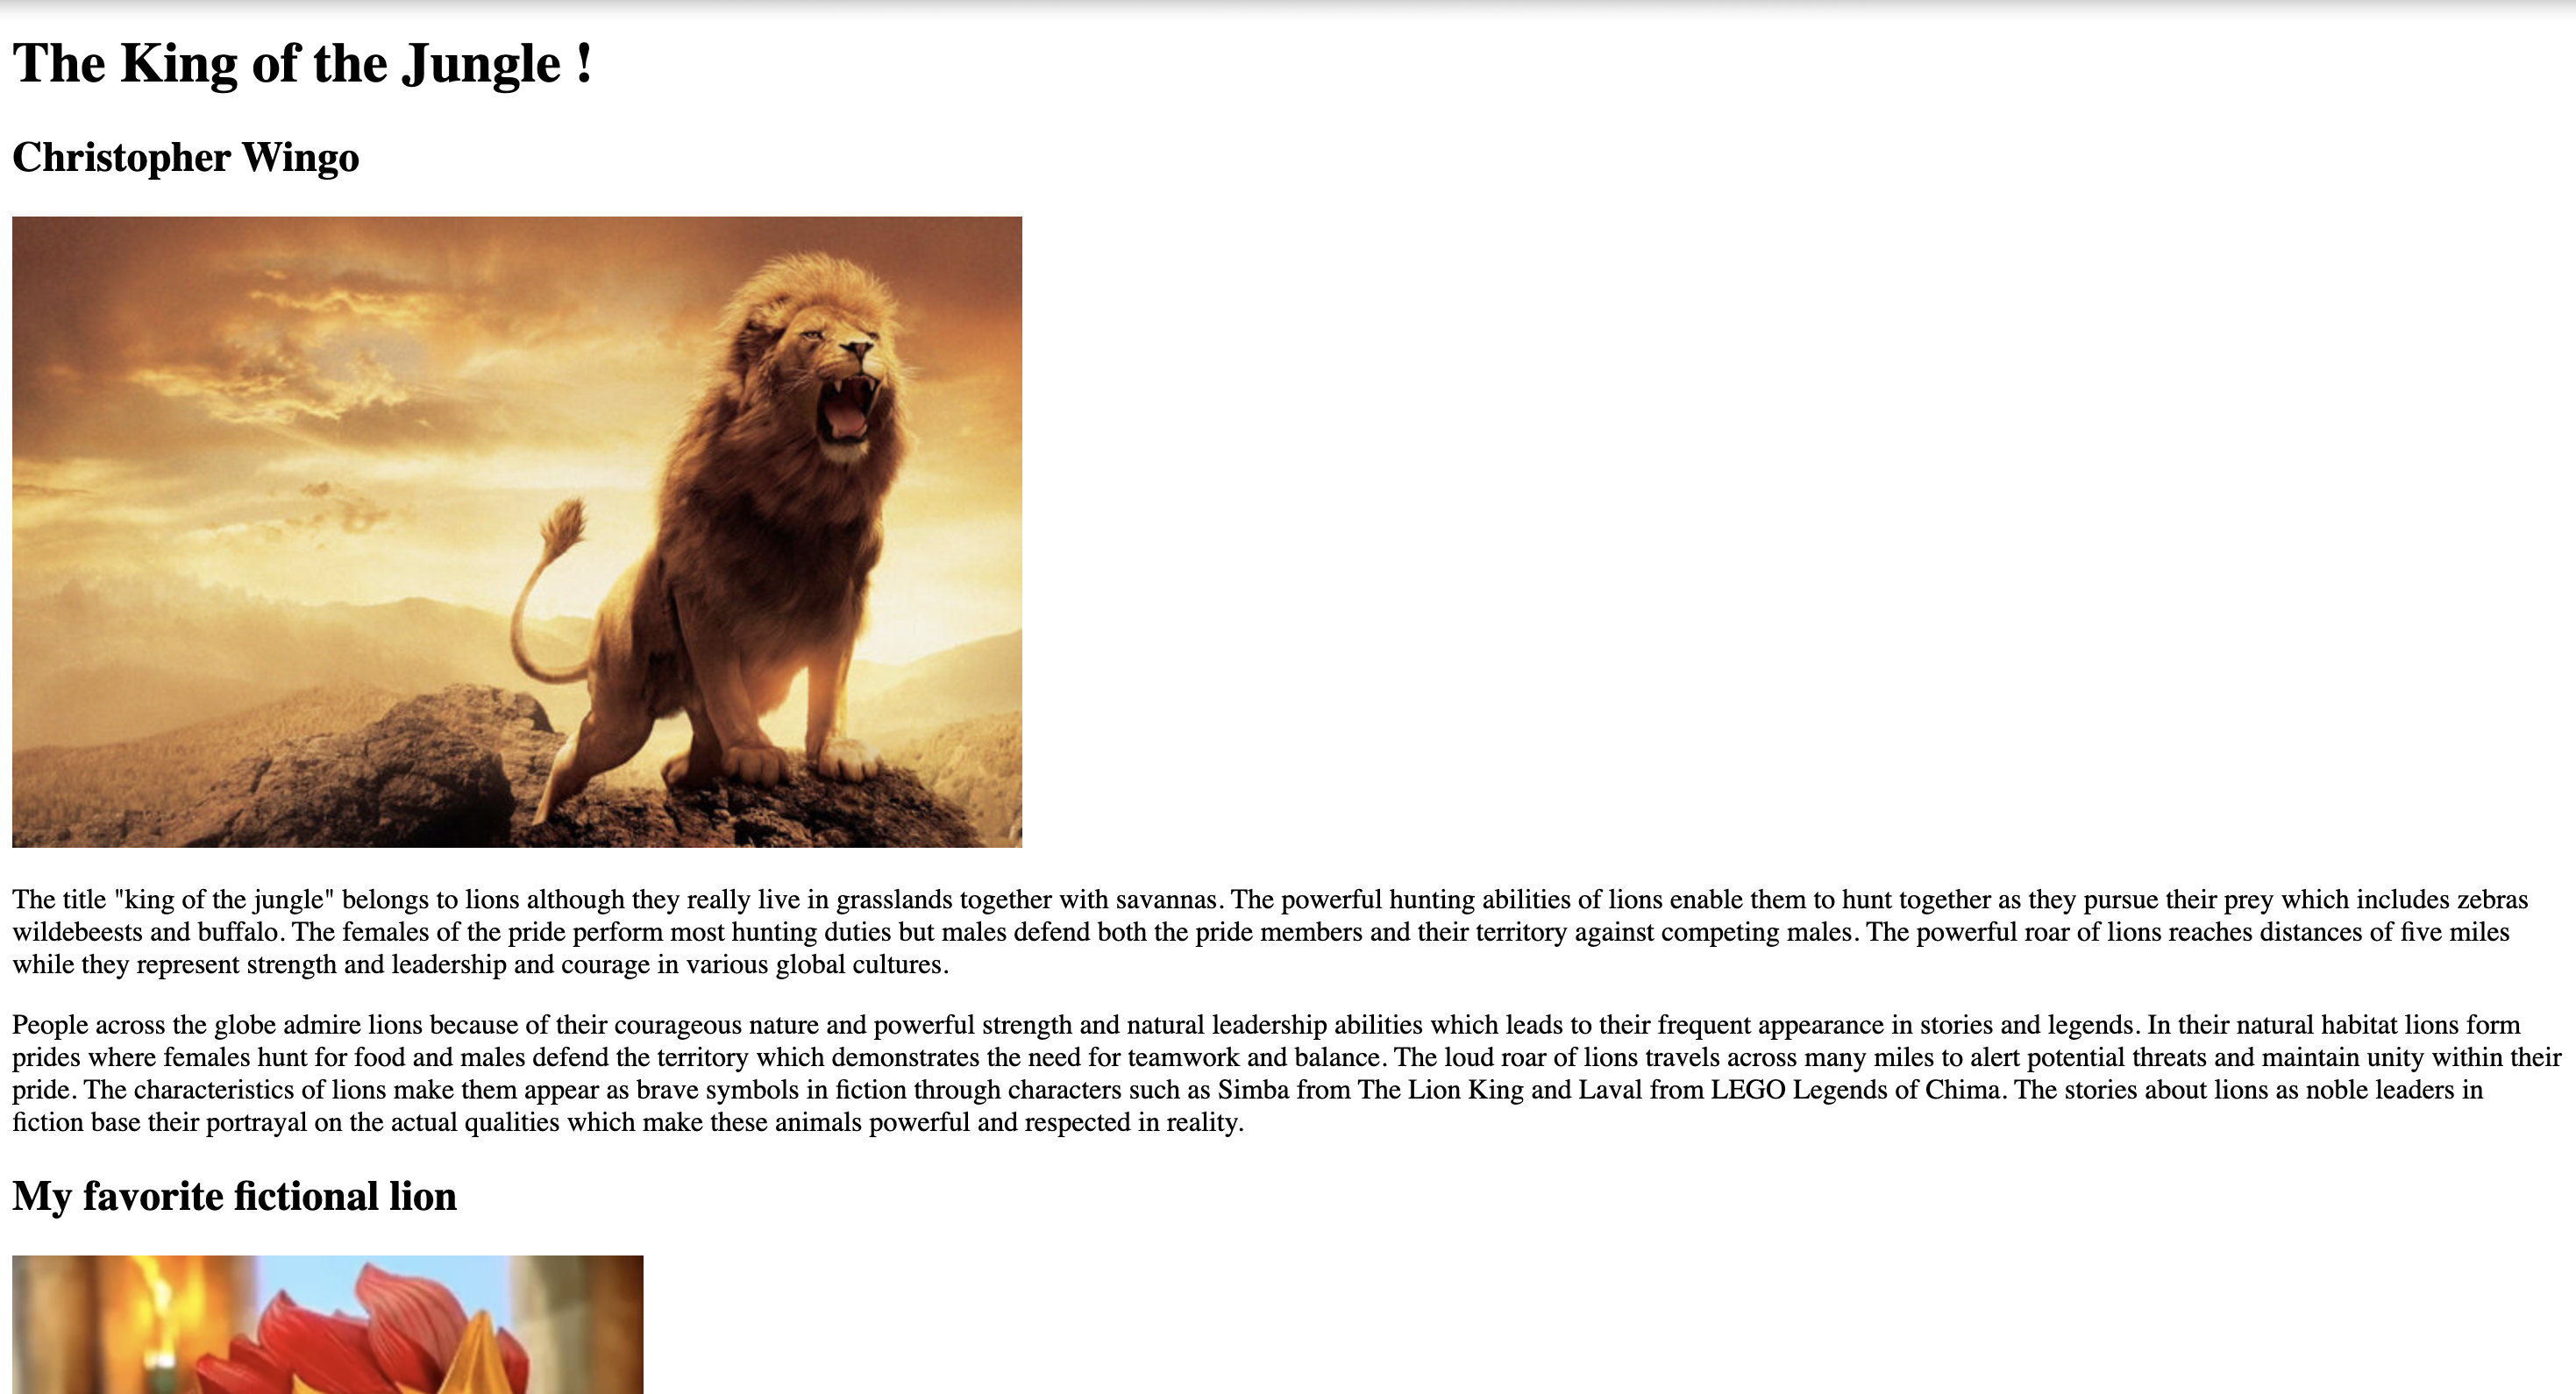 The King of the Jungle !
Christopher Wingo
The title "king of the jungle" belongs to lions although they really live in grasslands together with savannas. The powerful hunting abilities of lions enable them to hunt together as they pursue their prey which includes zebras
wildebeests and buffalo. The females of the pride perform most hunting duties but males defend both the pride members and their territory against competing males. The powerful roar of lions reaches distances of five miles
while they represent strength and leadership and courage in various global cultures.
People across the globe admire lions because of their courageous nature and powerful strength and natural leadership abilities which leads to their frequent appearance in stories and legends. In their natural habitat lions form
prides where females hunt for food and males defend the territory which demonstrates the need for teamwork and balance. The loud roar of lions travels across many miles to alert potential threats and maintain unity within their
pride. The characteristics of lions make them appear as brave symbols in fiction through characters such as Simba from The Lion King and Laval from LEGO Legends of Chima. The stories about lions as noble leaders in
fiction base their portrayal on the actual qualities which make these animals powerful and respected in reality.
My favorite fictional lion